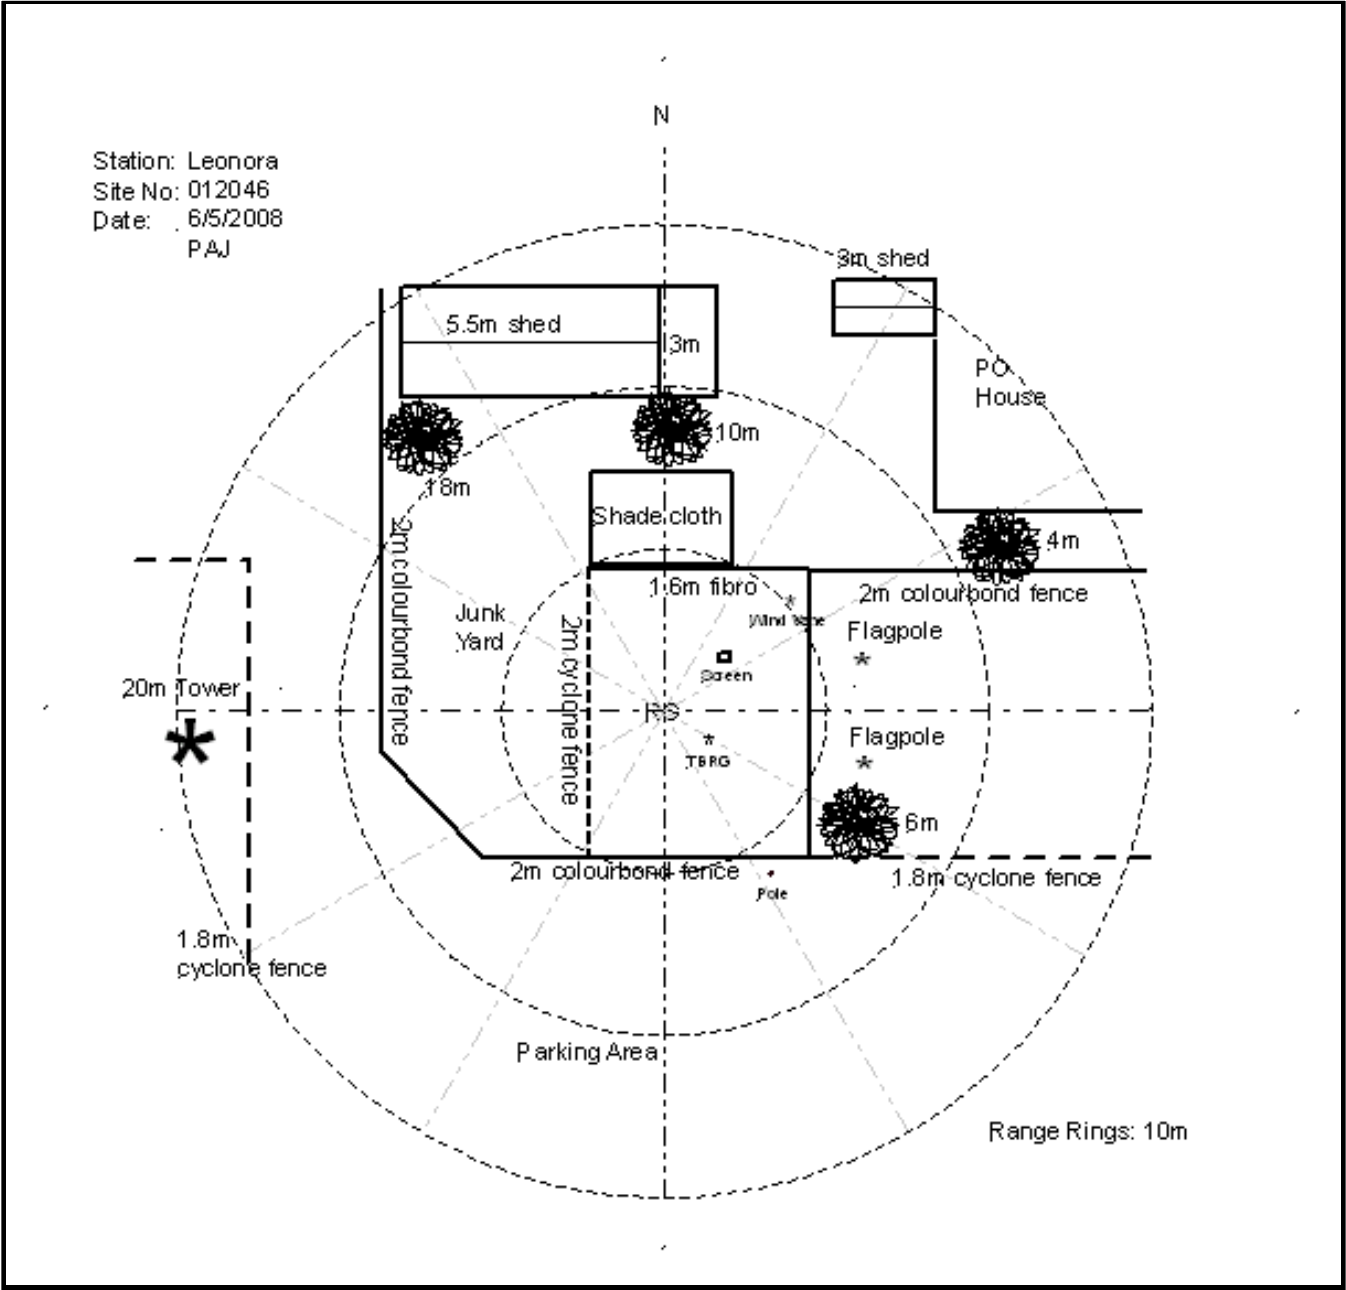 N
Station: Leonora
Site No: 012046
Date: 6/5/2008
PAJ
3m shed
5.5m shed
3m
PO
House
10m
18m
Shade cloth
4m
2m colourbond fence
1.6m fibro
2m colourbond fence
Junk
Yard
2m cyclone fence
Wind Vane
Flagpole
Screen
20m Tower
RG
Flagpole
TBRG
6m
2m colourbond fence
1.8m cyclone fence
Pole
1.8m
cyclone fence
Parking Area
Range Rings: 10m